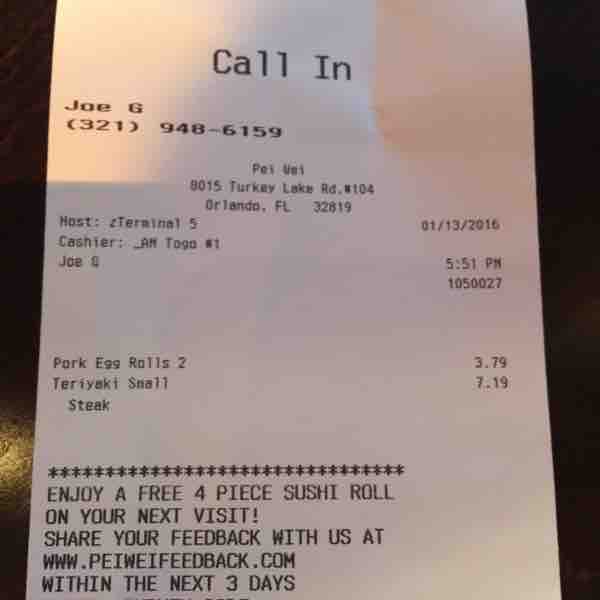 Call In
Joe G
(321) 948-6159
Pei Wei
8015 Turkey Lake Rd.#104
Orlando, FL 32819
Host: zTerminal 5 01/13/2016
Cashier: _AM Togo #1
Joe G 5:51 PM
1050027
Pork Egg Rolls 2 3.79
Teriyaki Small 7.19
Steak
**********************************
ENJOY A FREE 4 PIECE SUSHI ROLL
ON YOUR NEXT VISIT!
SHARE YOUR FEEDBACK WITH US AT
WWW.PEIWEIFEEDBACK.COM
WITHIN THE NEXT 3 DAYS